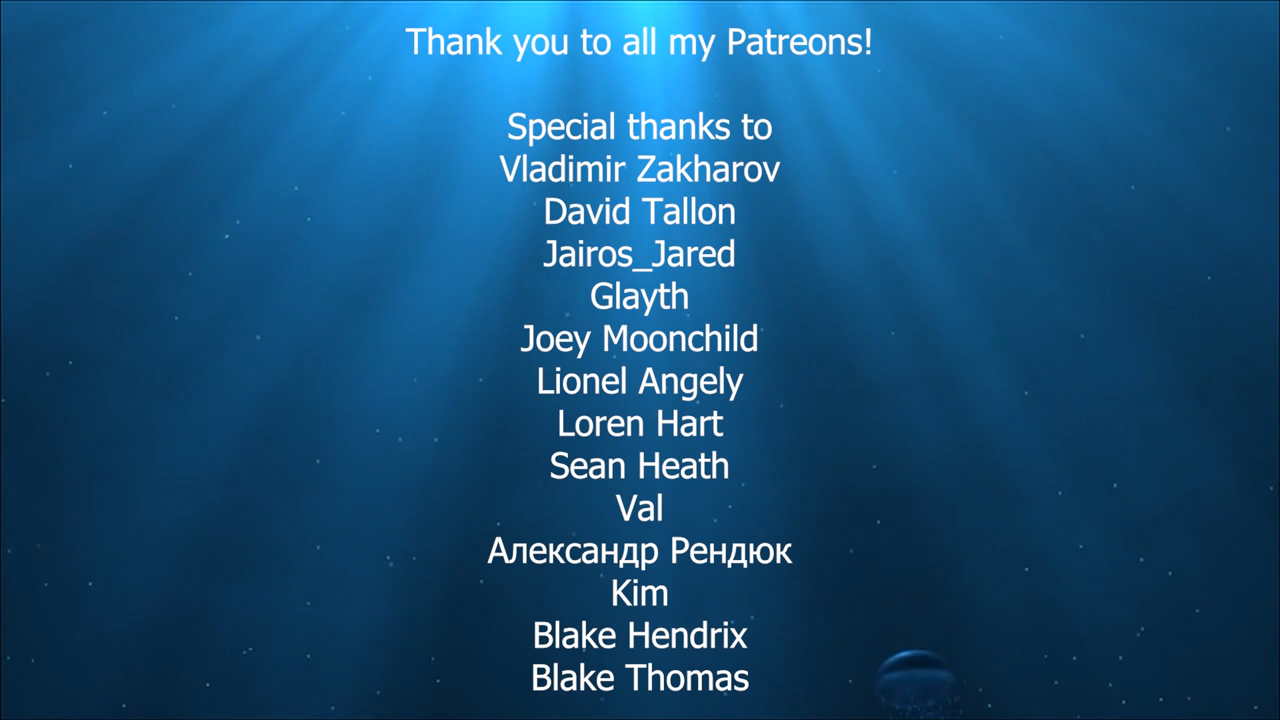 Thank you to all my Patreons!
Special thanks to
Vladimir Zakharov
David Tallon
Jairos_Jared
Glayth
Joey Moonchild
Lionel Angely
Loren Hart
Sean Heath
Val
Александр Рендюк
Kim
Blake Hendrix
Blake Thomas